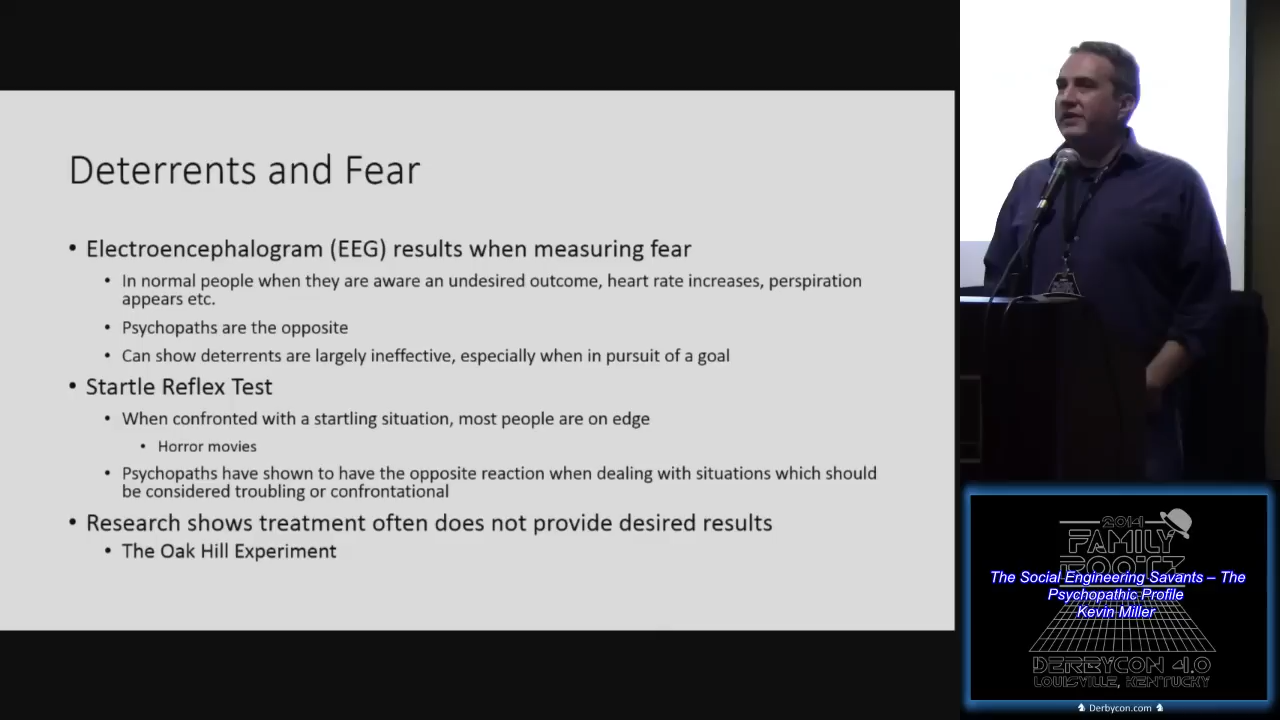 Deterrents and Fear
• Electroencephalogram (EEG) results when measuring fear
• In normal people when they are aware an undesired outcome, heart rate increases, perspiration
appears etc.
• Psychopaths are the opposite
• Can show deterrents are largely ineffective, especially when in pursuit of a goal
• Startle Reflex Test
• When confronted with a startling situation, most people are on edge
• Horror movies
• Psychopaths have shown to have the opposite reaction when dealing with situations which should
be considered troubling or confrontational
• Research shows treatment often does not provide desired results
• The Oak Hill Experiment
2014
FAMILY
ROOTZ
The Social Engineering Savants – The
Psychopathic Profile
Kevin Miller
DERBYCON 4.0
LOUISVILLE, KENTUCKY
Derbycon.com